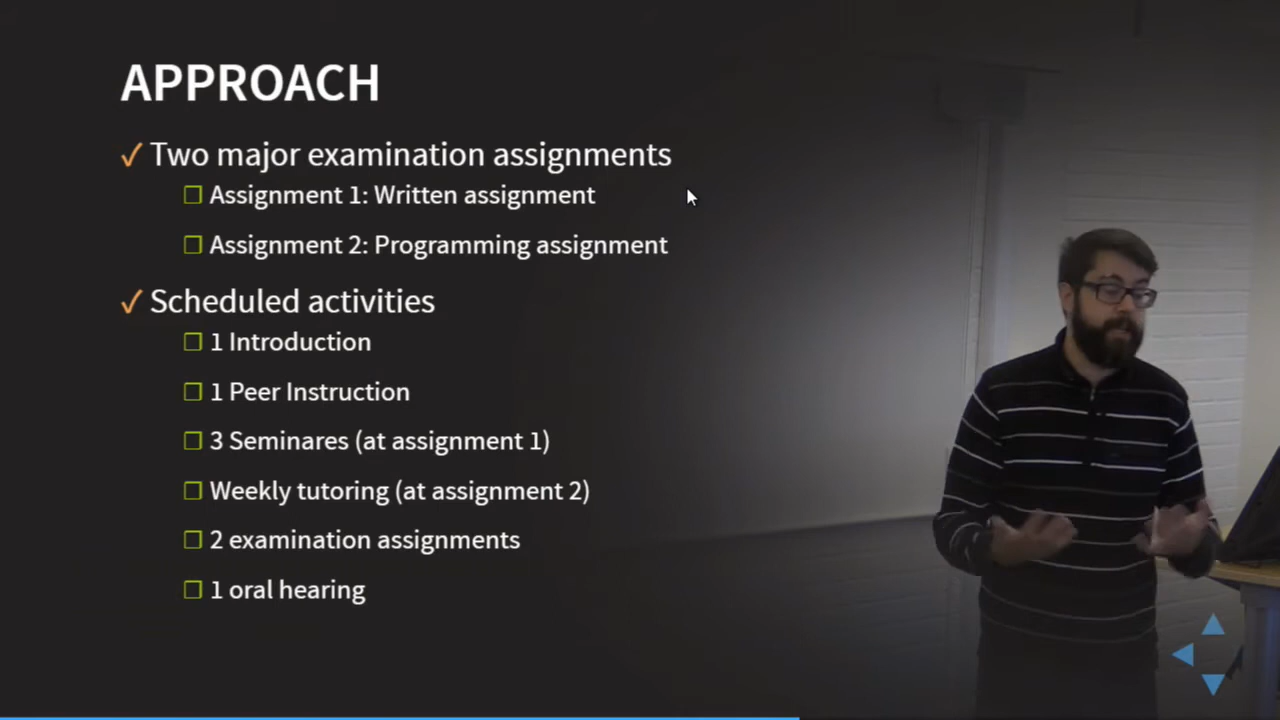 APPROACH
Two major examination assignments
Assignment 1: Written assignment
Assignment 2: Programming assignment
Scheduled activities
1 Introduction
1 Peer Instruction
3 Seminares (at assignment 1)
Weekly tutoring (at assignment 2)
2 examination assignments
1 oral hearing